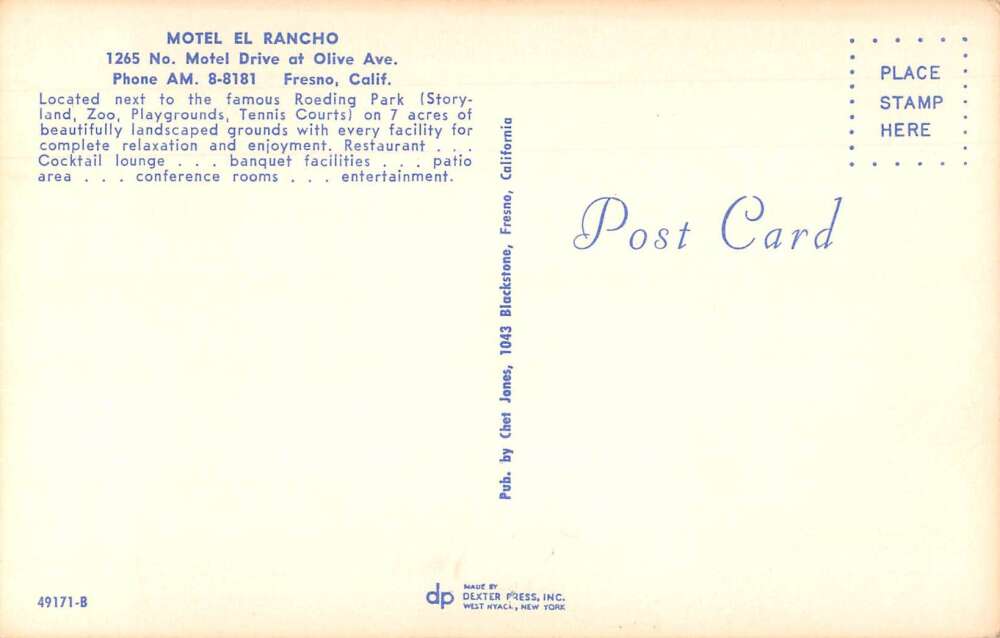 MOTEL EL RANCHO
1265 No. Motel Drive at Olive Ave.
Phone AM. 8-8181 Fresno, Calif.
Located next to the famous Roeding Park (Story-
land, Zoo, Playgrounds, Tennis Courts) on 7 acres of
beautifully landscaped grounds with every facility for
complete relaxation and enjoyment. Restaurant . . .
Cocktail lounge . . . banquet facilities . . . patio
area . . . conference rooms . . . entertainment.
Pub. by Chet Jones, 1043 Blackstone, Fresno, California
PLACE
STAMP
HERE
Post Card
49171-B
dp
MADE BY
DEXTER PRESS, INC.
WEST NYACK, NEW YORK